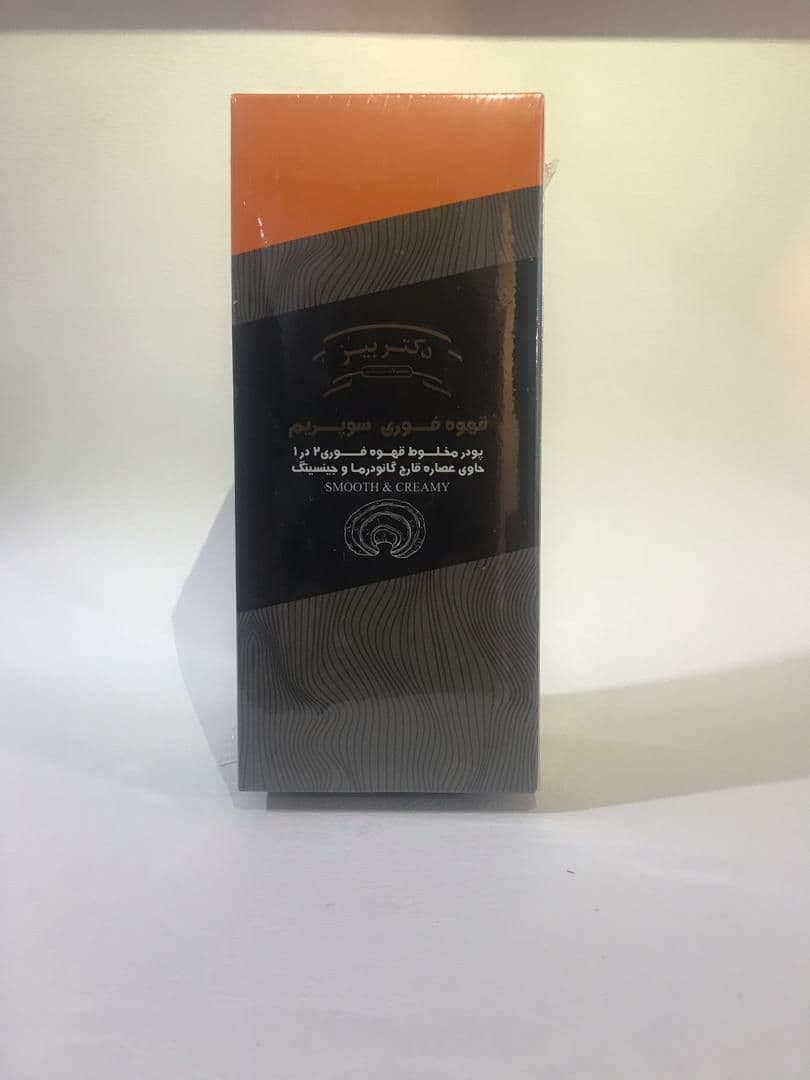 دکتر بیز
قهوه فوری سوپریم
پودر مخلوط قهوه فوری ۲ در ۱
حاوی عصاره قارچ گانودرما و جینسینگ
SMOOTH & CREAMY